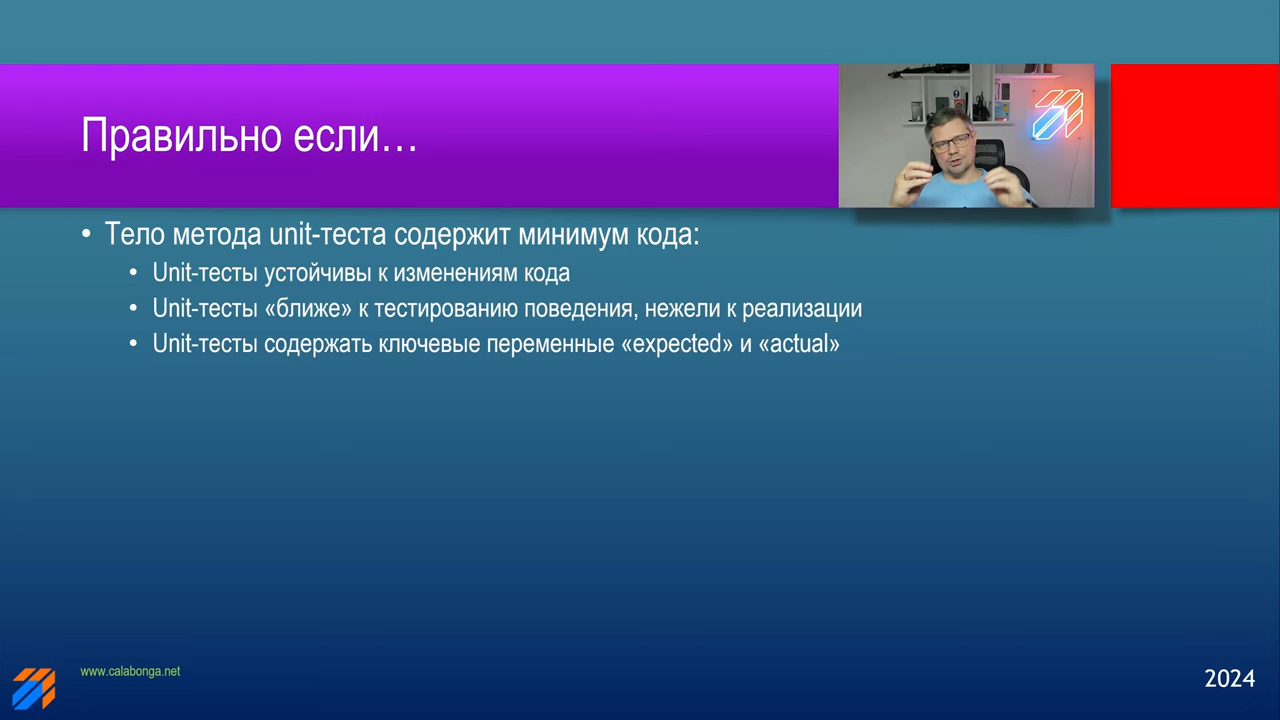 Правильно если…
• Тело метода unit-теста содержит минимум кода:
• Unit-тесты устойчивы к изменениям кода
• Unit-тесты «ближе» к тестированию поведения, нежели к реализации
• Unit-тесты содержать ключевые переменные «expected» и «actual»
www.calabonga.net
2024